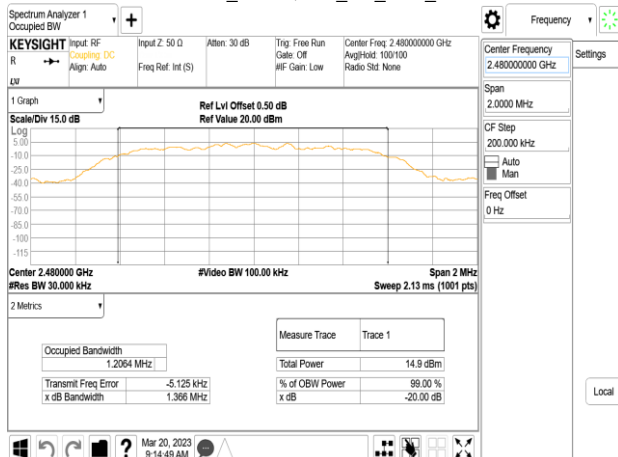 Spectrum Analyzer 1
Occupied BW
Frequency
KEYSIGHT Input: RF Input Z: 50 Ω Atten: 30 dB Trig: Free Run Center Freq: 2.480000000 GHz
R Coupling: DC Gate: Off Avg|Hold: 100/100
Align: Auto Freq Ref: Int (S) #IF Gain: Low Radio Std: None
LXI
Center Frequency
2.480000000 GHz
Settings
Span
2.0000 MHz
CF Step
200.000 kHz
Auto
Man
Freq Offset
0 Hz
Local
1 Graph
Ref Lvl Offset 0.50 dB
Scale/Div 15.0 dB Ref Value 20.00 dBm
Log
5.00
-10.0
-25.0
-40.0
-55.0
-70.0
-85.0
-100
-115
Center 2.480000 GHz #Video BW 100.00 kHz Span 2 MHz
#Res BW 30.000 kHz Sweep 2.13 ms (1001 pts)
2 Metrics
Measure Trace Trace 1
Occupied Bandwidth
1.2064 MHz
Total Power 14.9 dBm
Transmit Freq Error -5.125 kHz % of OBW Power 99.00 %
x dB Bandwidth 1.366 MHz x dB -20.00 dB
? Mar 20, 2023
9:14:49 AM